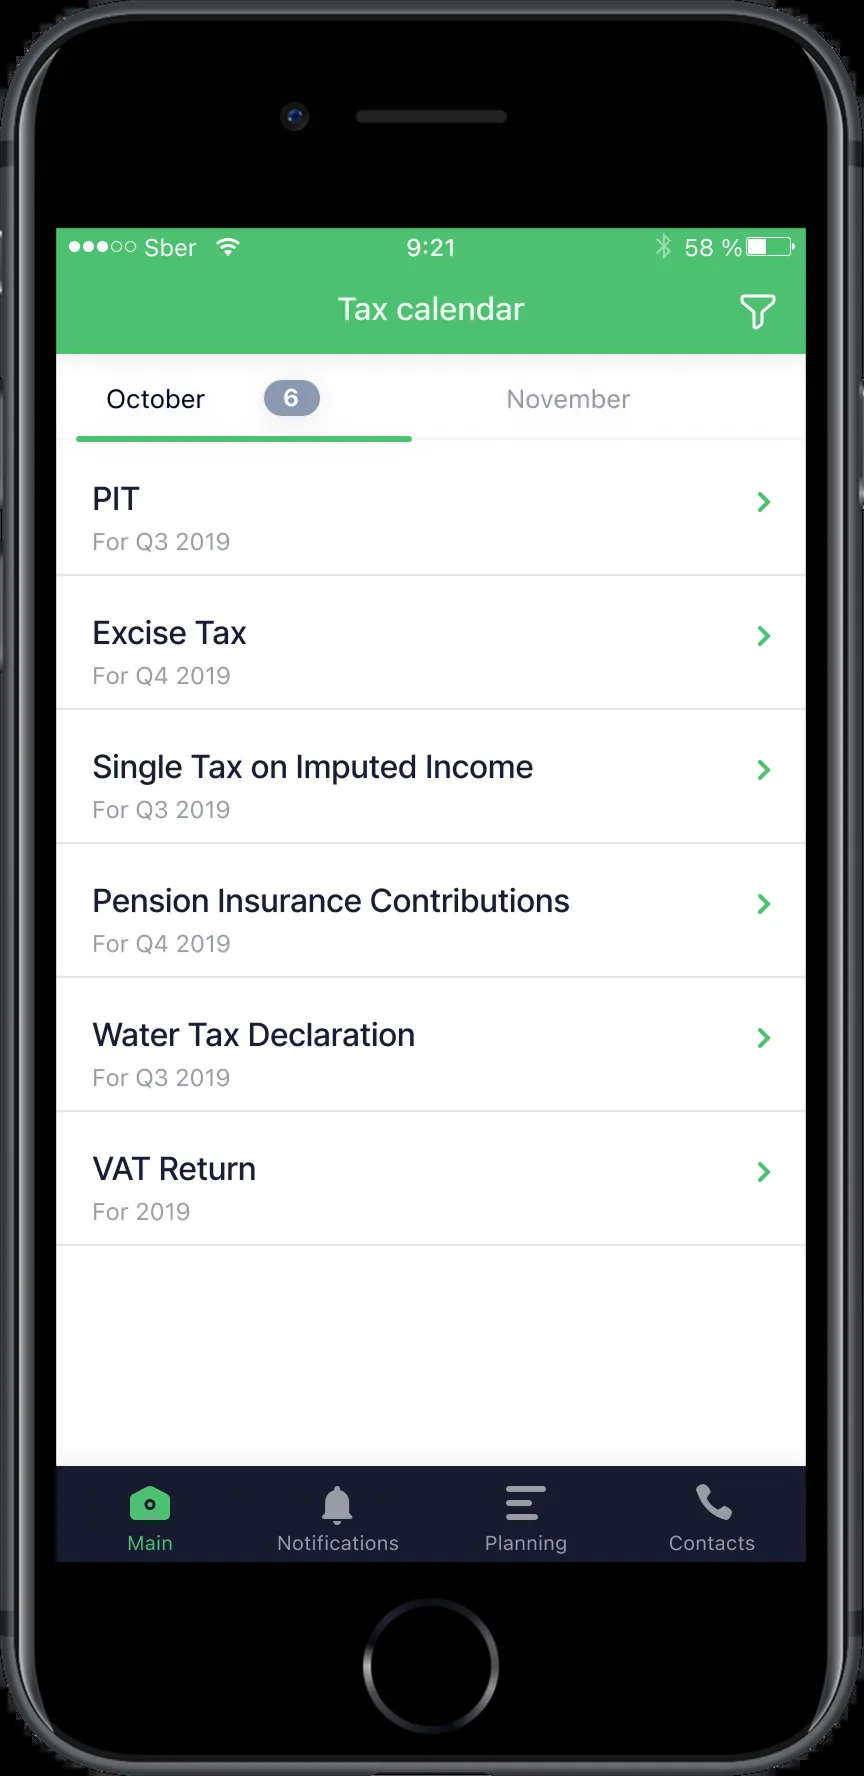 Sber 9:21 58 %
Tax calendar
October 6 November
PIT
For Q3 2019
Excise Tax
For Q4 2019
Single Tax on Imputed Income
For Q3 2019
Pension Insurance Contributions
For Q4 2019
Water Tax Declaration
For Q3 2019
VAT Return
For 2019
Main Notifications Planning Contacts